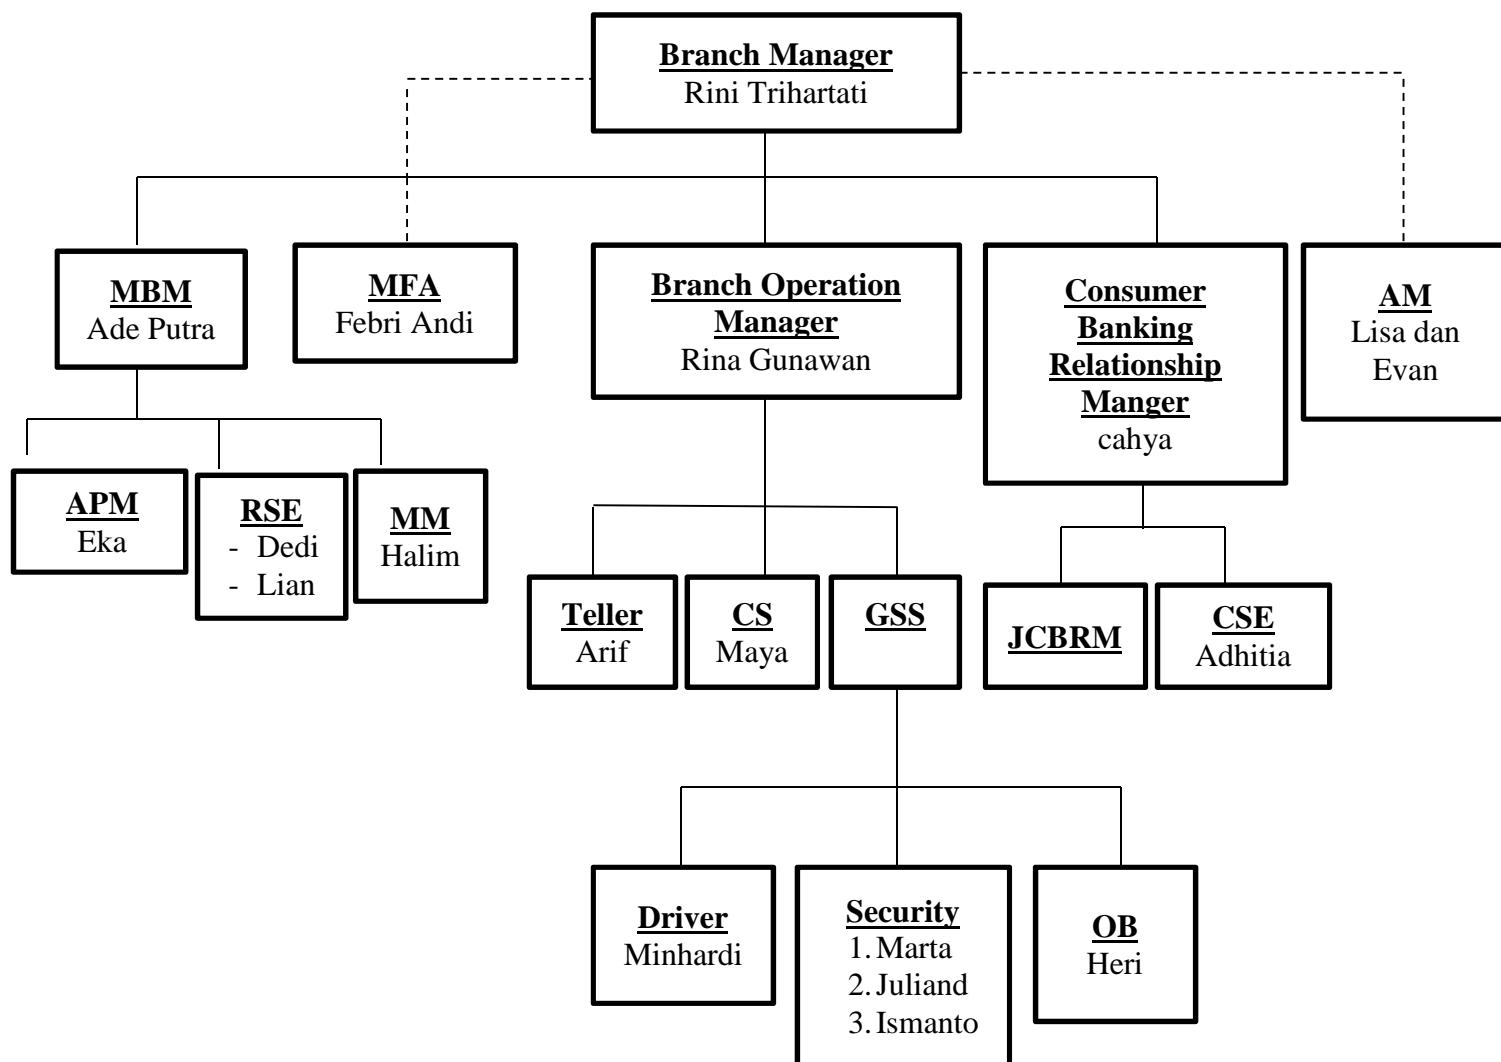 Branch Manager
Rini Trihartati
MBM
Ade Putra
MFA
Febri Andi
Branch Operation
Manager
Rina Gunawan
Consumer
Banking
Relationship
Manger
cahya
AM
Lisa dan
Evan
APM
Eka
RSE
- Dedi
- Lian
MM
Halim
Teller
Arif
CS
Maya
GSS
JCBRM
CSE
Adhitia
Driver
Minhardi
Security
1. Marta
2. Juliand
3. Ismanto
OB
Heri